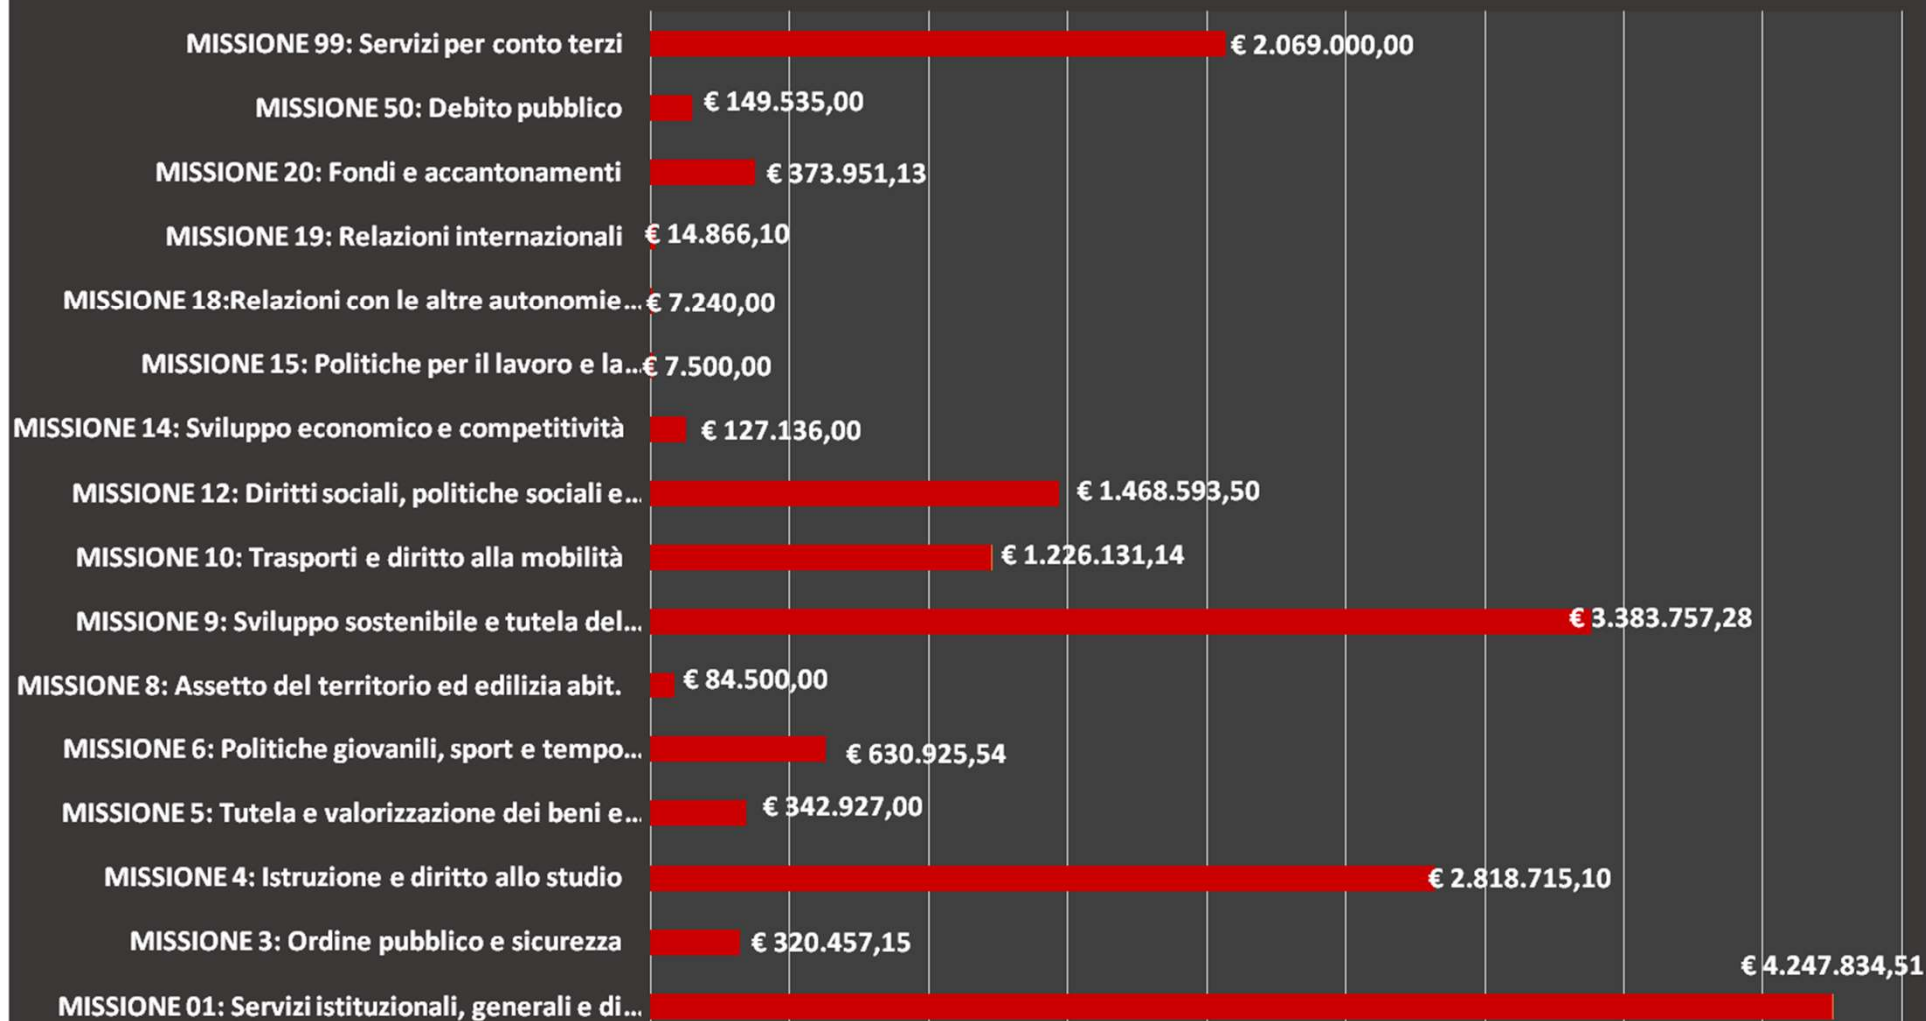 MISSIONE 99: Servizi per conto terzi € 2.069.000,00
MISSIONE 50: Debito pubblico € 149.535,00
MISSIONE 20: Fondi e accantonamenti € 373.951,13
MISSIONE 19: Relazioni internazionali € 14.866,10
MISSIONE 18:Relazioni con le altre autonomie... € 7.240,00
MISSIONE 15: Politiche per il lavoro e la... € 7.500,00
MISSIONE 14: Sviluppo economico e competitività € 127.136,00
MISSIONE 12: Diritti sociali, politiche sociali e... € 1.468.593,50
MISSIONE 10: Trasporti e diritto alla mobilità € 1.226.131,14
MISSIONE 9: Sviluppo sostenibile e tutela del... € 3.383.757,28
MISSIONE 8: Assetto del territorio ed edilizia abit. € 84.500,00
MISSIONE 6: Politiche giovanili, sport e tempo... € 630.925,54
MISSIONE 5: Tutela e valorizzazione dei beni e... € 342.927,00
MISSIONE 4: Istruzione e diritto allo studio € 2.818.715,10
MISSIONE 3: Ordine pubblico e sicurezza € 320.457,15
MISSIONE 01: Servizi istituzionali, generali e di... € 4.247.834,51